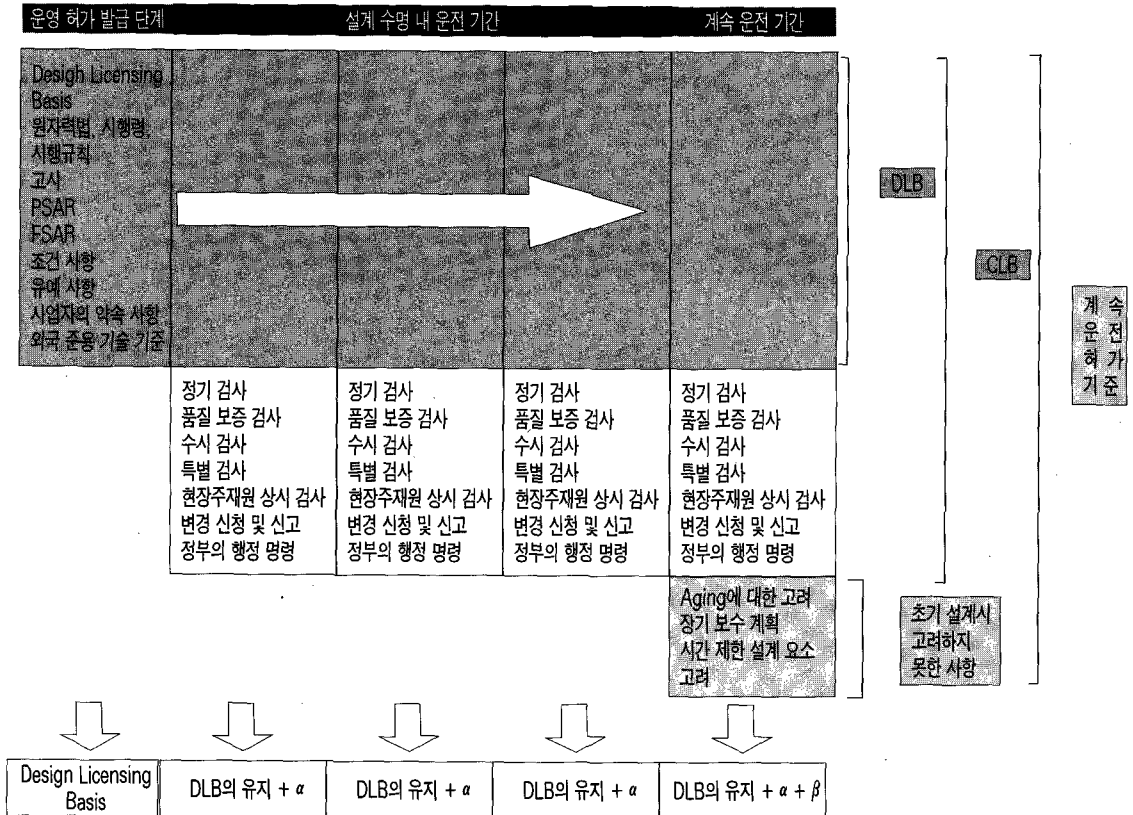 운영 허가 발급 단계
설계 수명 내 운전 기간
계속 운전 기간
Desigh Licensing
Basis
원자력법, 시행령,
시행규칙
고시
PSAR
FSAR
조건 사항
유예 사항
사업자의 약속 사항
외국 준용 기술 기준
정기 검사
품질 보증 검사
수시 검사
특별 검사
현장주재원 상시 검사
변경 신청 및 신고
정부의 행정 명령
정기 검사
품질 보증 검사
수시 검사
특별 검사
현장주재원 상시 검사
변경 신청 및 신고
정부의 행정 명령
정기 검사
품질 보증 검사
수시 검사
특별 검사
현장주재원 상시 검사
변경 신청 및 신고
정부의 행정 명령
정기 검사
품질 보증 검사
수시 검사
특별 검사
현장주재원 상시 검사
변경 신청 및 신고
정부의 행정 명령
Aging에 대한 고려
장기 보수 계획
시간 제한 설계 요소
고려
DLB
CLB
초기 설계시
고려하지
못한 사항
계 속
운 전
허 가
기 준
Design Licensing
Basis
DLB의 유지 + α
DLB의 유지 + α
DLB의 유지 + α
DLB의 유지 + α + β